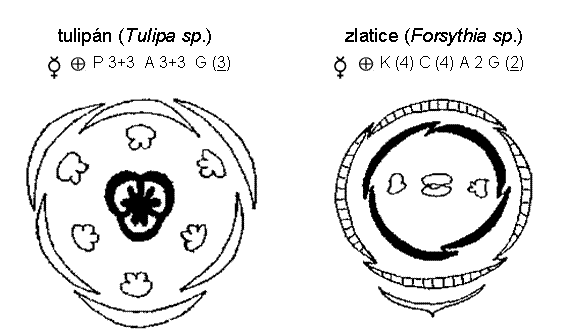 tulipán (Tulipa sp.)
☿ ⊕ P 3+3 A 3+3 G (3)
zlatice (Forsythia sp.)
☿ ⊕ K (4) C (4) A 2 G (2)